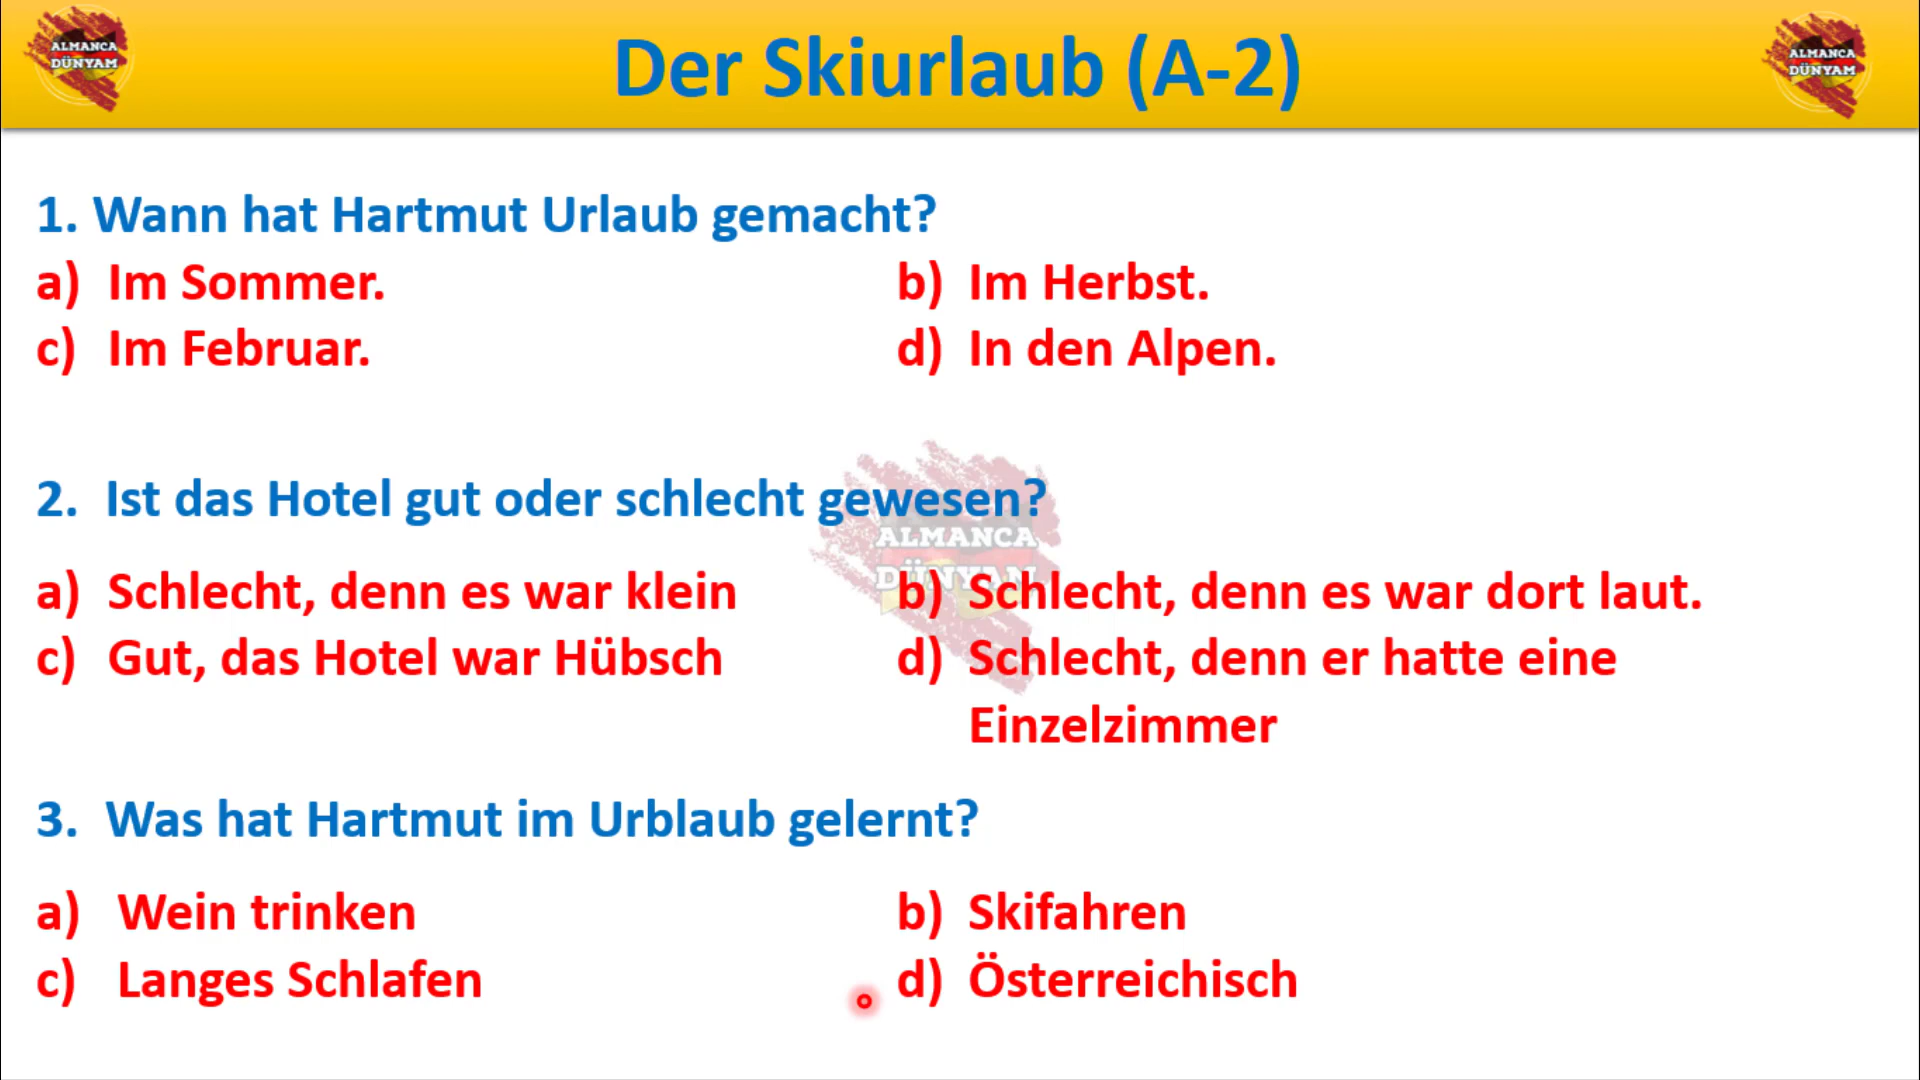 ALMANCA
DÜNYAM
Der Skiurlaub (A-2)
ALMANCA
DÜNYAM
1. Wann hat Hartmut Urlaub gemacht?
a) Im Sommer.
b) Im Herbst.
c) Im Februar.
d) In den Alpen.
2. Ist das Hotel gut oder schlecht gewesen?
ALMANCA
DÜNYAM
a) Schlecht, denn es war klein
b) Schlecht, denn es war dort laut.
c) Gut, das Hotel war Hübsch
d) Schlecht, denn er hatte eine
Einzelzimmer
3. Was hat Hartmut im Urblaub gelernt?
a) Wein trinken
b) Skifahren
c) Langes Schlafen
d) Österreichisch